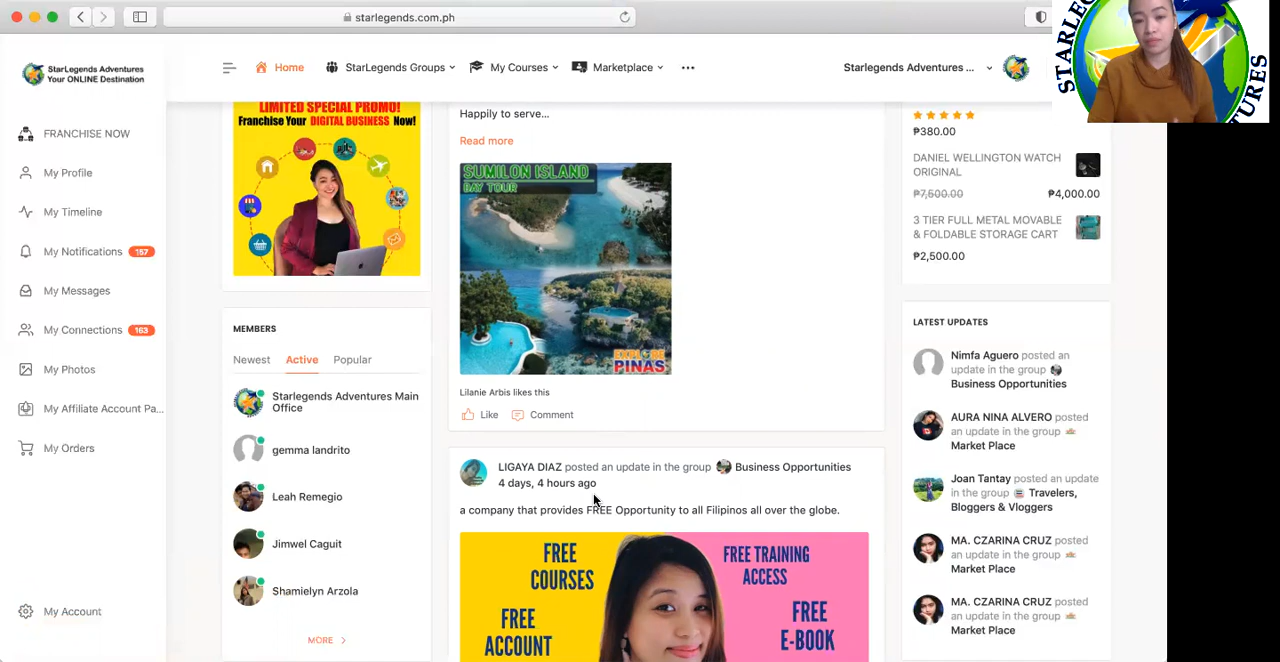 starlegends.com.ph
StarLegends Adventures
Your ONLINE Destination
Home
StarLegends Groups
My Courses
Marketplace
Starlegends Adventures ...
STARLEG
TURES
FRANCHISE NOW
My Profile
My Timeline
My Notifications 157
My Messages
My Connections 163
My Photos
My Affiliate Account Pa...
My Orders
My Account
LIMITED SPECIAL PROMO!
Franchise Your DIGITAL BUSINESS Now!
MEMBERS
Newest Active Popular
Starlegends Adventures Main
Office
gemma landrito
Leah Remegio
Jimwel Caguit
Shamielyn Arzola
MORE
Happily to serve...
Read more
SUMILON ISLAND
BAY TOUR
EXPLORE
PINAS
Lilanie Arbis likes this
Like Comment
LIGAYA DIAZ posted an update in the group Business Opportunities
4 days, 4 hours ago
a company that provides FREE Opportunity to all Filipinos all over the globe.
FREE
COURSES
FREE
ACCOUNT
FREE TRAINING
ACCESS
FREE
E-BOOK
₱380.00
DANIEL WELLINGTON WATCH
ORIGINAL
₱7,500.00 ₱4,000.00
3 TIER FULL METAL MOVABLE
& FOLDABLE STORAGE CART
₱2,500.00
LATEST UPDATES
Nimfa Aguero posted an
update in the group
Business Opportunities
AURA NINA ALVERO posted
an update in the group
Market Place
Joan Tantay posted an update
in the group Travelers,
Bloggers & Vloggers
MA. CZARINA CRUZ posted
an update in the group
Market Place
MA. CZARINA CRUZ posted
an update in the group
Market Place